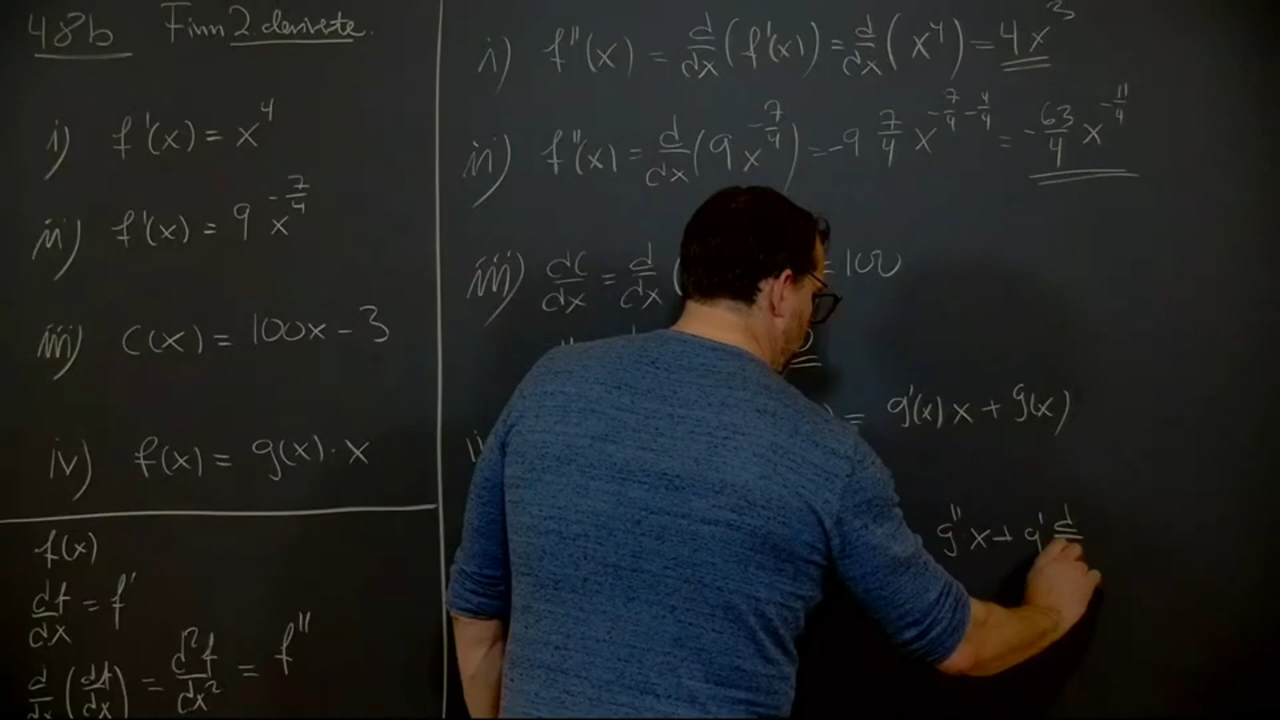 48b Finn 2 deriverte.
i) f'(x) = x^4
ii) f'(x) = 9 x^{-7/4}
iii) C(x) = 100x - 3
iv) f(x) = g(x) · x
f(x)
df/dx = f'
d/dx (df/dx) = d²f/dx² = f''
i) f''(x) = d/dx (f'(x)) = d/dx (x^4) = 4x^3
ii) f''(x) = d/dx (9 x^{-7/4}) = -9 7/4 x^{-7/4 - 4/4} = -63/4 x^{-11/4}
iii) dC/dx = d/dx ( = 100
) = g'(x) x + g(x)
g'' x + g' d